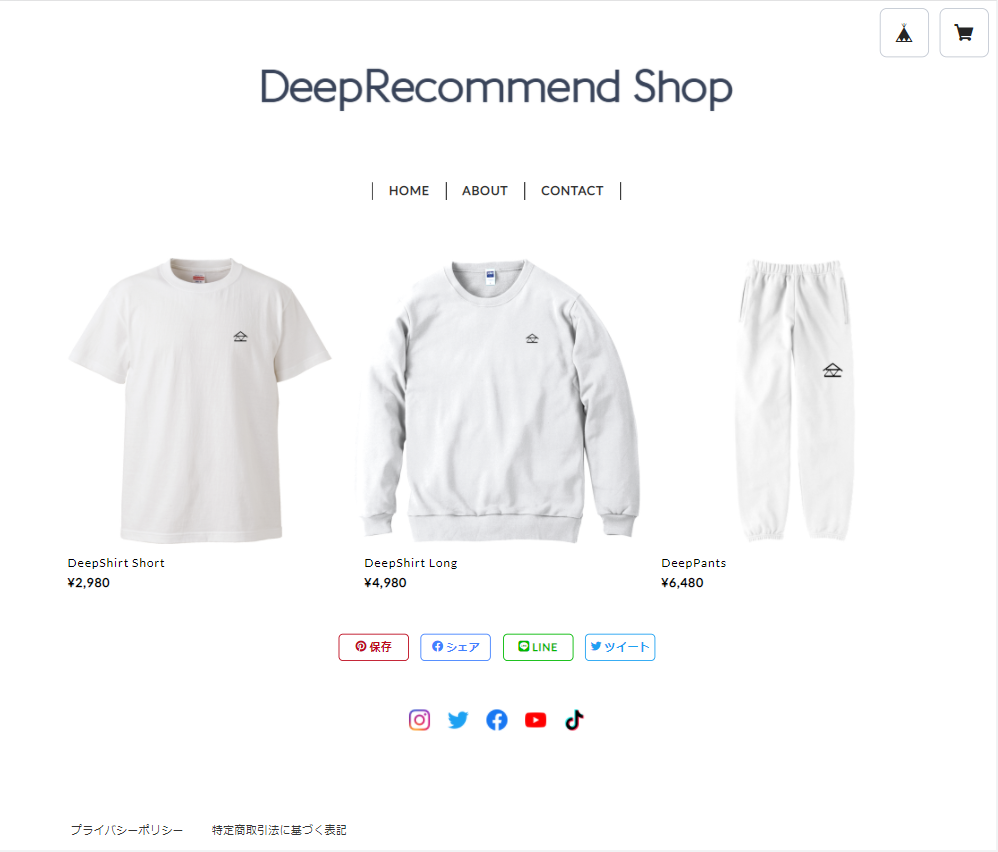 DeepRecommend Shop
HOME ABOUT CONTACT
DeepShirt Short
¥2,980
DeepShirt Long
¥4,980
DeepPants
¥6,480
保存 シェア LINE ツイート
プライバシーポリシー 特定商取引法に基づく表記